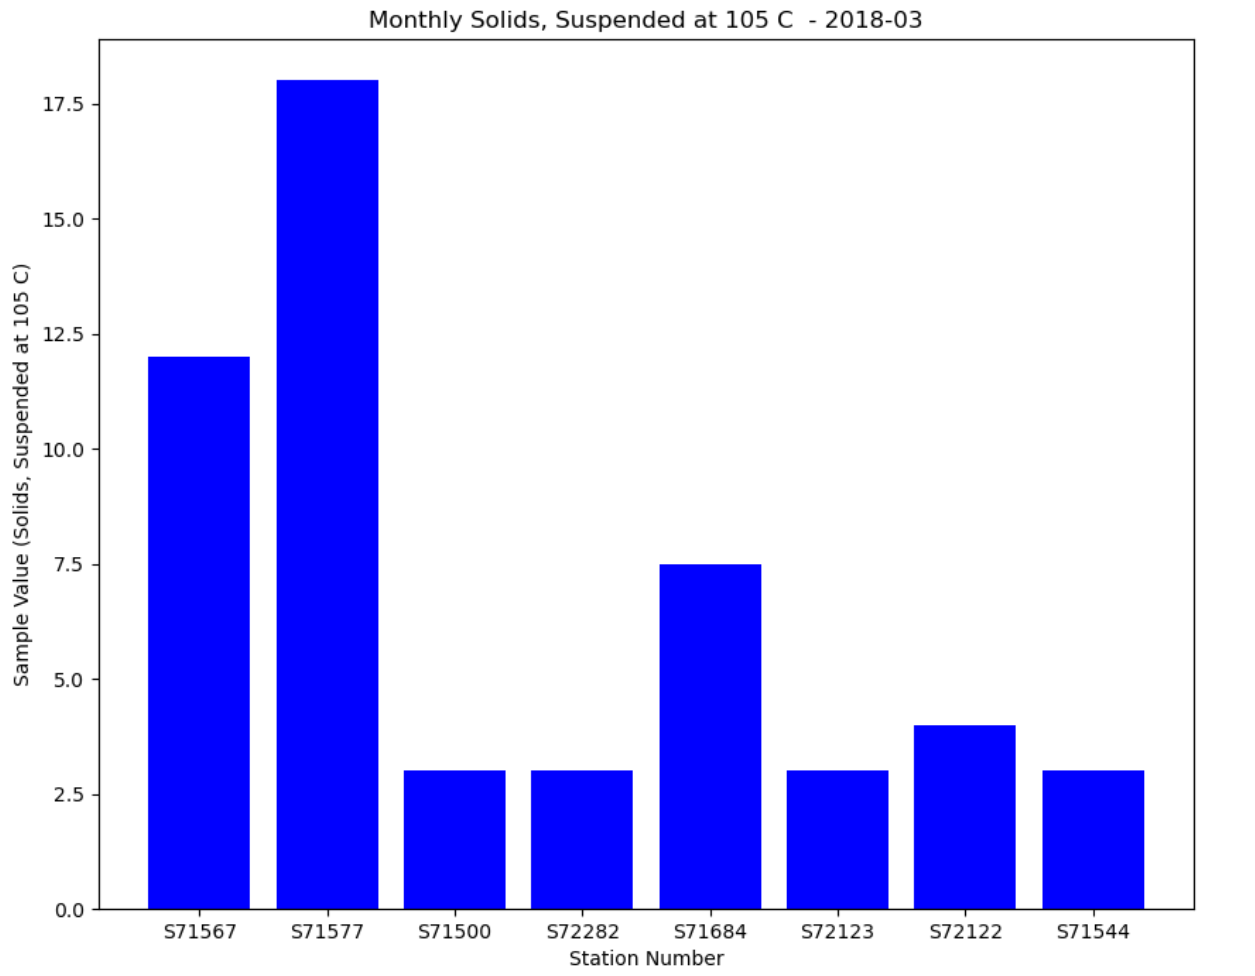 Monthly Solids, Suspended at 105 C  - 2018-03
Sample Value (Solids, Suspended at 105 C)
17.5
15.0
12.5
10.0
7.5
5.0
2.5
0.0
S71567 S71577 S71500 S72282 S71684 S72123 S72122 S71544
Station Number